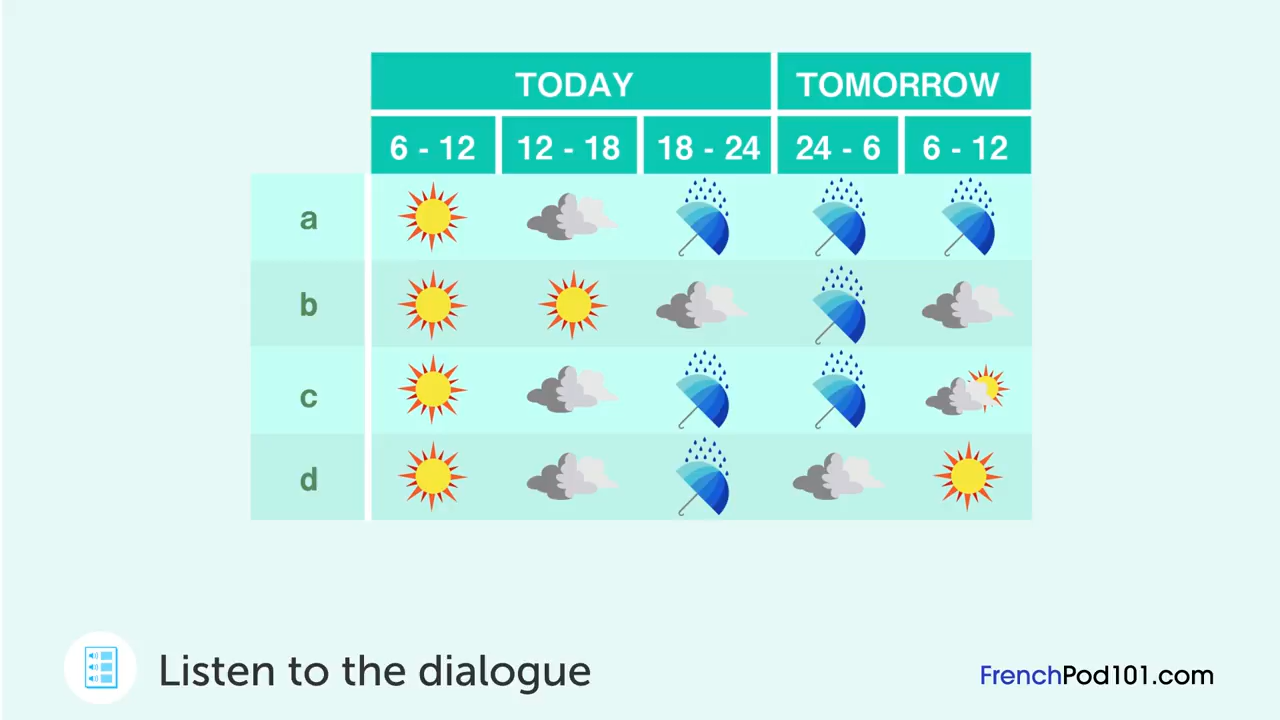 TODAY TOMORROW
6 - 12 12 - 18 18 - 24 24 - 6 6 - 12
a
b
c
d
Listen to the dialogue
FrenchPod101.com